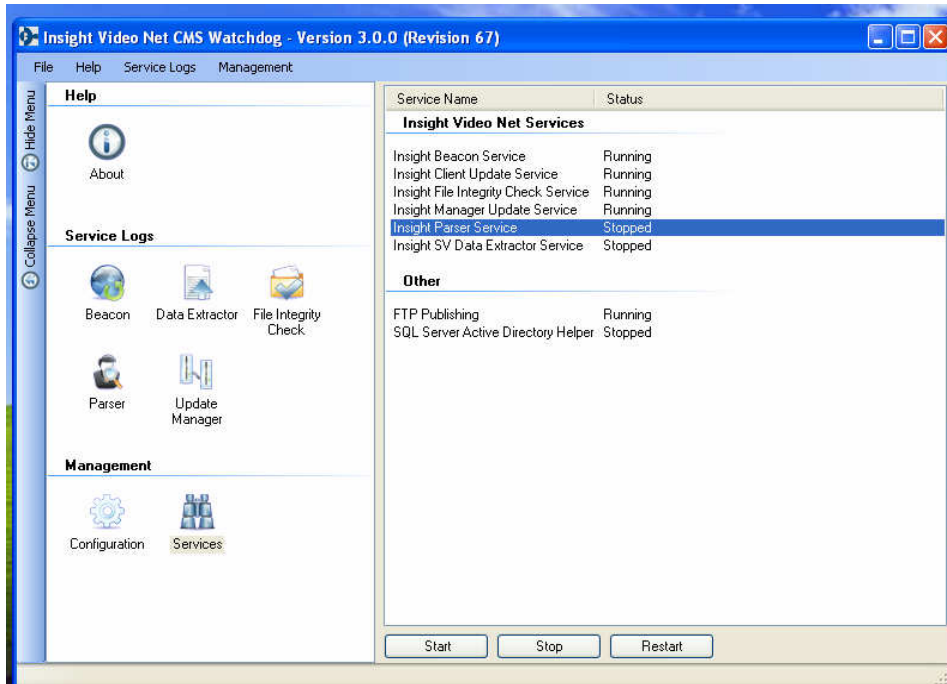 Insight Video Net CMS Watchdog - Version 3.0.0 (Revision 67)
File Help Service Logs Management
Hide Menu
Collapse Menu
Help
About
Service Logs
Beacon Data Extractor File Integrity Check
Parser Update Manager
Management
Configuration Services
Service Name Status
Insight Video Net Services
Insight Beacon Service Running
Insight Client Update Service Running
Insight File Integrity Check Service Running
Insight Manager Update Service Running
Insight Parser Service Stopped
Insight SV Data Extractor Service Stopped
Other
FTP Publishing Running
SQL Server Active Directory Helper Stopped
Start Stop Restart